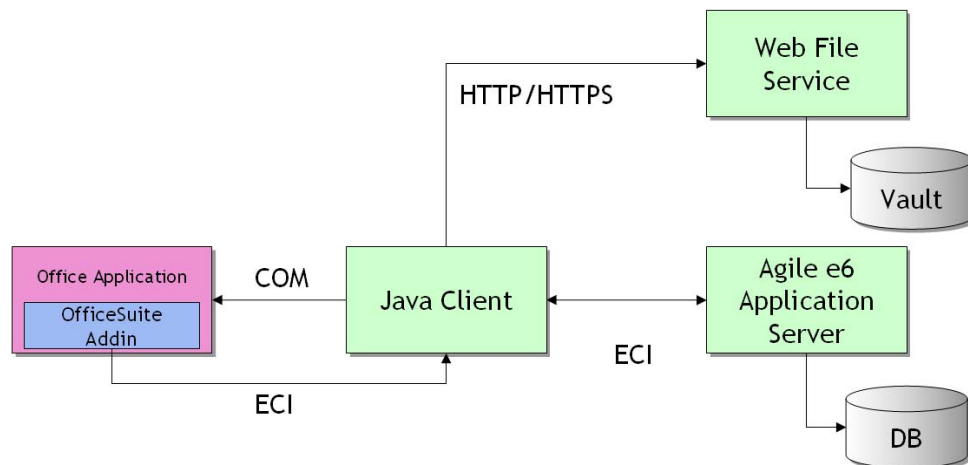 Web File
Service
HTTP/HTTPS
Vault
Office Application
OfficeSuite
Addin
COM
Java Client
Agile e6
Application
Server
ECI
ECI
DB